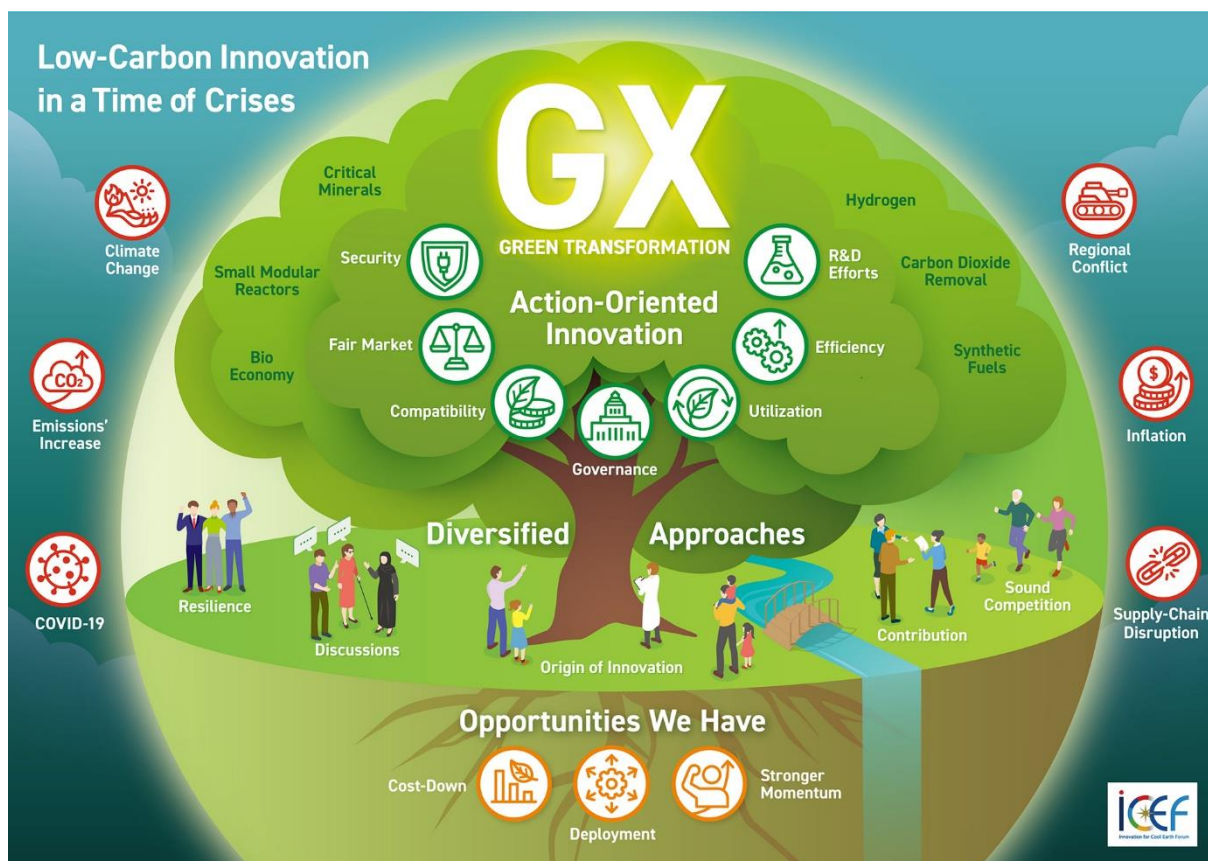 Low-Carbon Innovation
in a Time of Crises
GX
GREEN TRANSFORMATION
Action-Oriented
Innovation
Critical
Minerals
Small Modular
Reactors
Bio
Economy
Hydrogen
Carbon Dioxide
Removal
Synthetic
Fuels
Security
Fair Market
Compatibility
Governance
Utilization
Efficiency
R&D
Efforts
Climate
Change
CO₂
Emissions'
Increase
COVID-19
Regional
Conflict
$
Inflation
Supply-Chain
Disruption
Diversified Approaches
Resilience
Discussions
Origin of Innovation
Contribution
Sound
Competition
Opportunities We Have
Cost-Down
Deployment
Stronger
Momentum
ICEF
Innovation for Cool Earth Forum